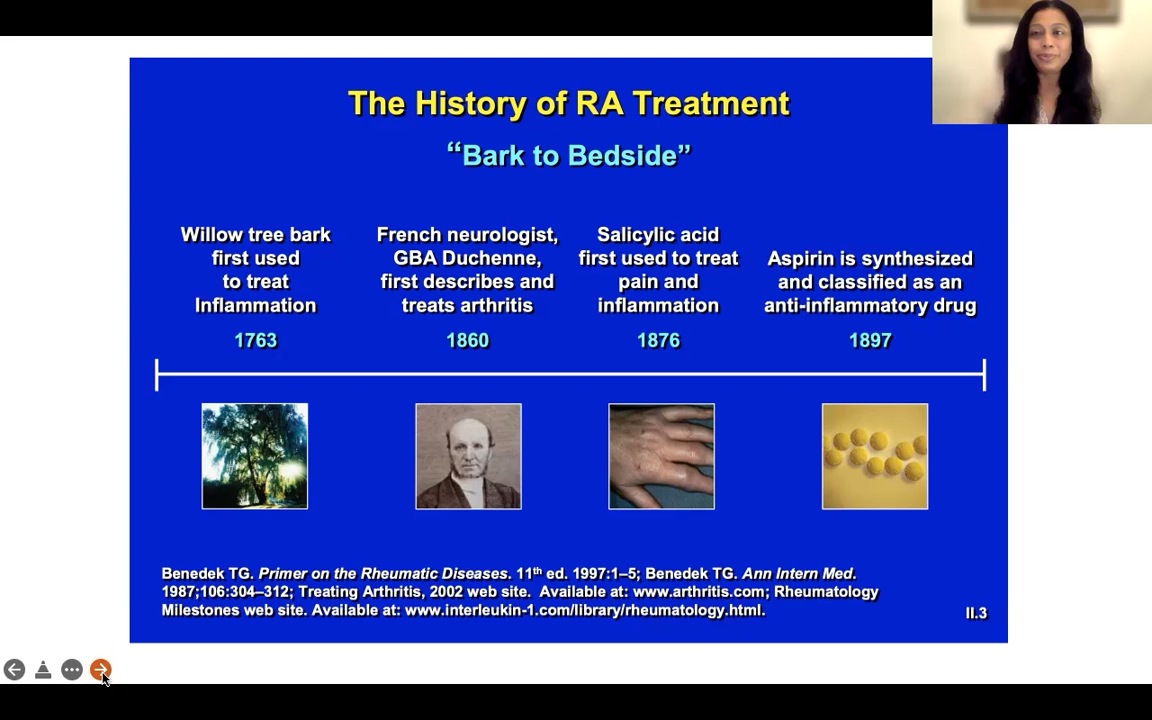 The History of RA Treatment
“Bark to Bedside”
Willow tree bark
first used
to treat
Inflammation
1763
French neurologist,
GBA Duchenne,
first describes and
treats arthritis
1860
Salicylic acid
first used to treat
pain and
inflammation
1876
Aspirin is synthesized
and classified as an
anti-inflammatory drug
1897
Benedek TG. Primer on the Rheumatic Diseases. 11th ed. 1997:1–5; Benedek TG. Ann Intern Med.
1987;106:304–312; Treating Arthritis, 2002 web site.  Available at: www.arthritis.com; Rheumatology
Milestones web site. Available at: www.interleukin-1.com/library/rheumatology.html.
II.3